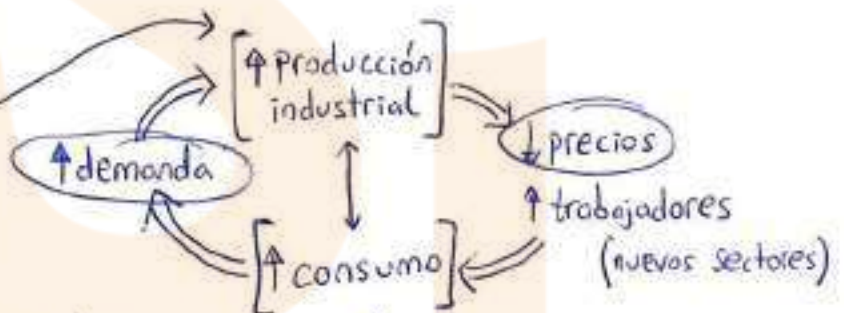 ↑ producción
industrial
↓ precios
↑ demanda
↑ trabajadores
(nuevos sectores)
↑ consumo